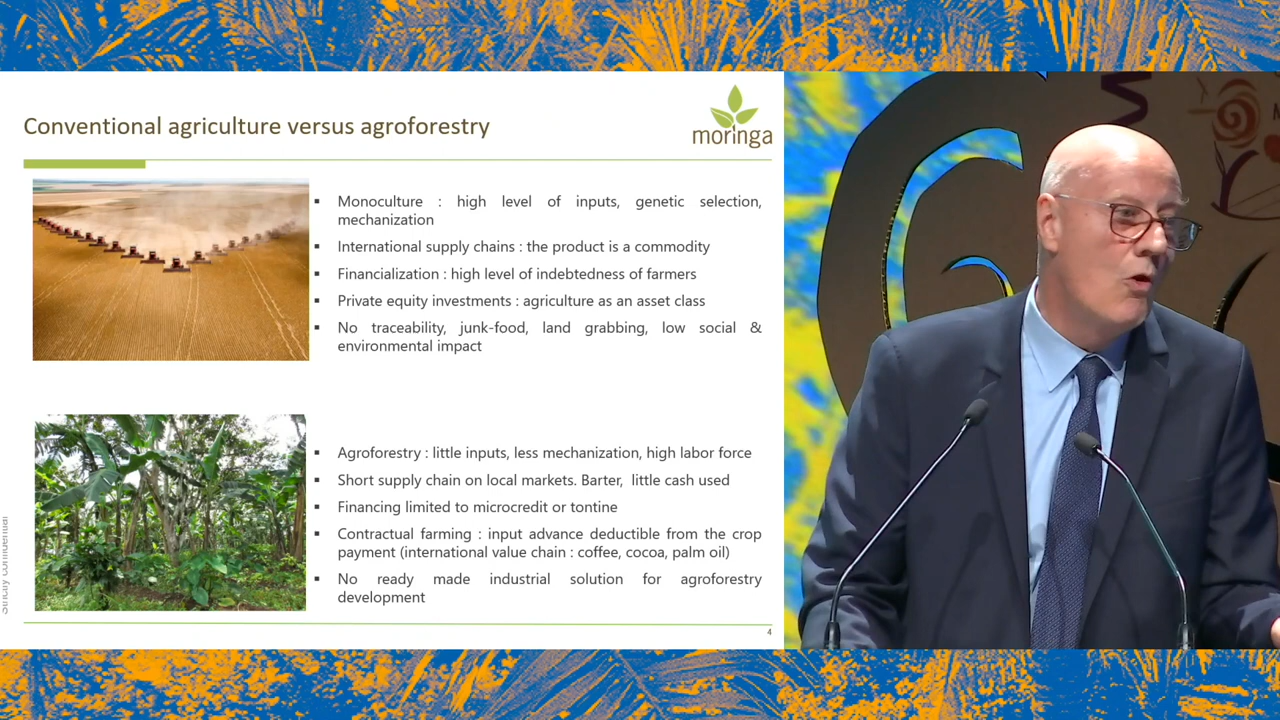 Conventional agriculture versus agroforestry
moringa
▪ Monoculture : high level of inputs, genetic selection,
mechanization
▪ International supply chains : the product is a commodity
▪ Financialization : high level of indebtedness of farmers
▪ Private equity investments : agriculture as an asset class
▪ No traceability, junk-food, land grabbing, low social &
environmental impact
▪ Agroforestry : little inputs, less mechanization, high labor force
▪ Short supply chain on local markets. Barter, little cash used
▪ Financing limited to microcredit or tontine
▪ Contractual farming : input advance deductible from the crop
payment (international value chain : coffee, cocoa, palm oil)
▪ No ready made industrial solution for agroforestry
development
Strictly confidential
4